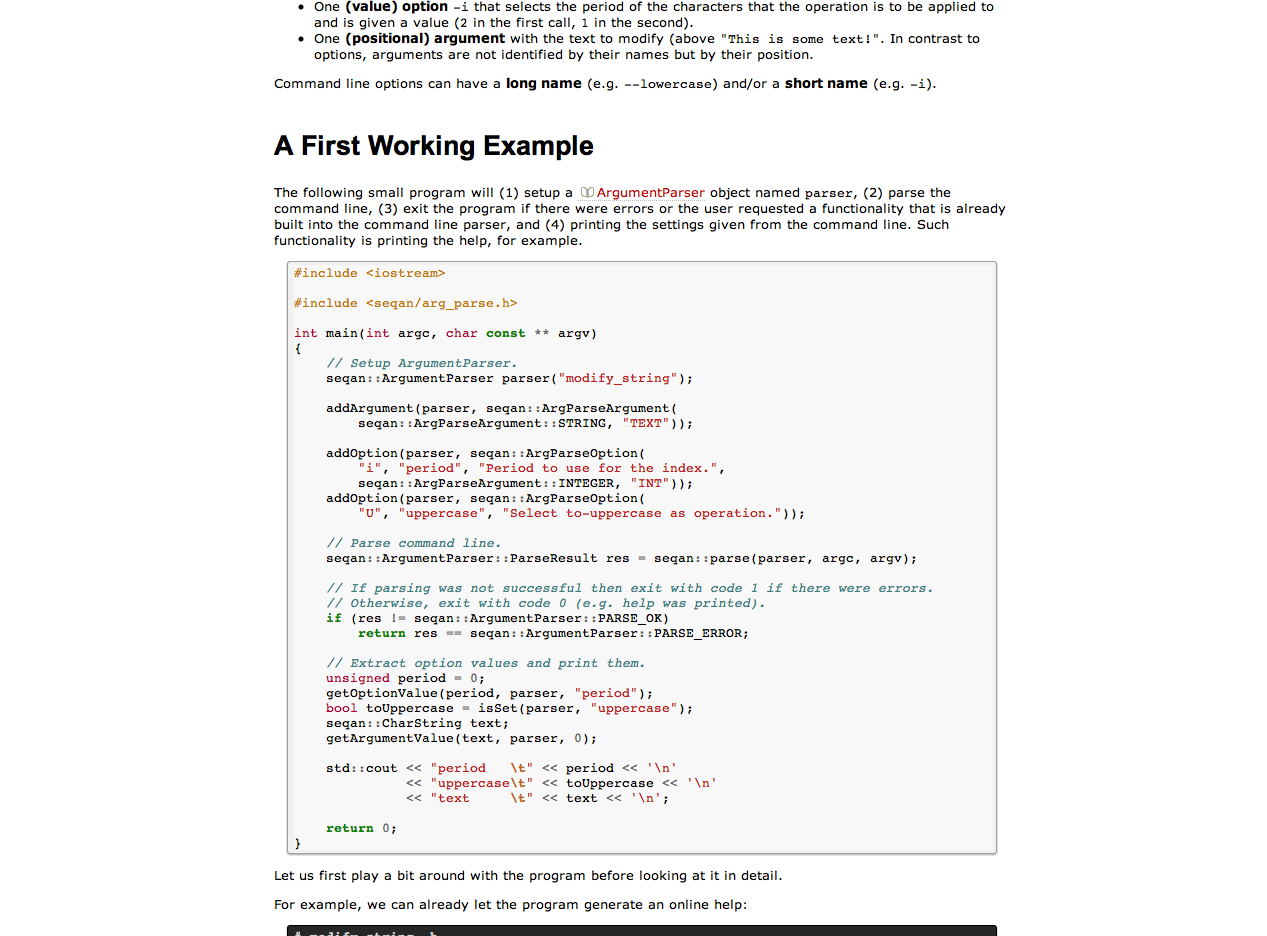 • One (value) option -i that selects the period of the characters that the operation is to be applied to
and is given a value (2 in the first call, 1 in the second).
• One (positional) argument with the text to modify (above "This is some text!". In contrast to
options, arguments are not identified by their names but by their position.
Command line options can have a long name (e.g. --lowercase) and/or a short name (e.g. -i).
A First Working Example
The following small program will (1) setup a ArgumentParser object named parser, (2) parse the
command line, (3) exit the program if there were errors or the user requested a functionality that is already
built into the command line parser, and (4) printing the settings given from the command line. Such
functionality is printing the help, for example.
#include <iostream>
#include <seqan/arg_parse.h>
int main(int argc, char const ** argv)
{
    // Setup ArgumentParser.
    seqan::ArgumentParser parser("modify_string");
    addArgument(parser, seqan::ArgParseArgument(
        seqan::ArgParseArgument::STRING, "TEXT"));
    addOption(parser, seqan::ArgParseOption(
        "i", "period", "Period to use for the index.",
        seqan::ArgParseArgument::INTEGER, "INT"));
    addOption(parser, seqan::ArgParseOption(
        "U", "uppercase", "Select to-uppercase as operation."));
    // Parse command line.
    seqan::ArgumentParser::ParseResult res = seqan::parse(parser, argc, argv);
    // If parsing was not successful then exit with code 1 if there were errors.
    // Otherwise, exit with code 0 (e.g. help was printed).
    if (res != seqan::ArgumentParser::PARSE_OK)
        return res == seqan::ArgumentParser::PARSE_ERROR;
    // Extract option values and print them.
    unsigned period = 0;
    getOptionValue(period, parser, "period");
    bool toUppercase = isSet(parser, "uppercase");
    seqan::CharString text;
    getArgumentValue(text, parser, 0);
    std::cout << "period   \t" << period << '\n'
              << "uppercase\t" << toUppercase << '\n'
              << "text     \t" << text << '\n';
    return 0;
}
Let us first play a bit around with the program before looking at it in detail.
For example, we can already let the program generate an online help: